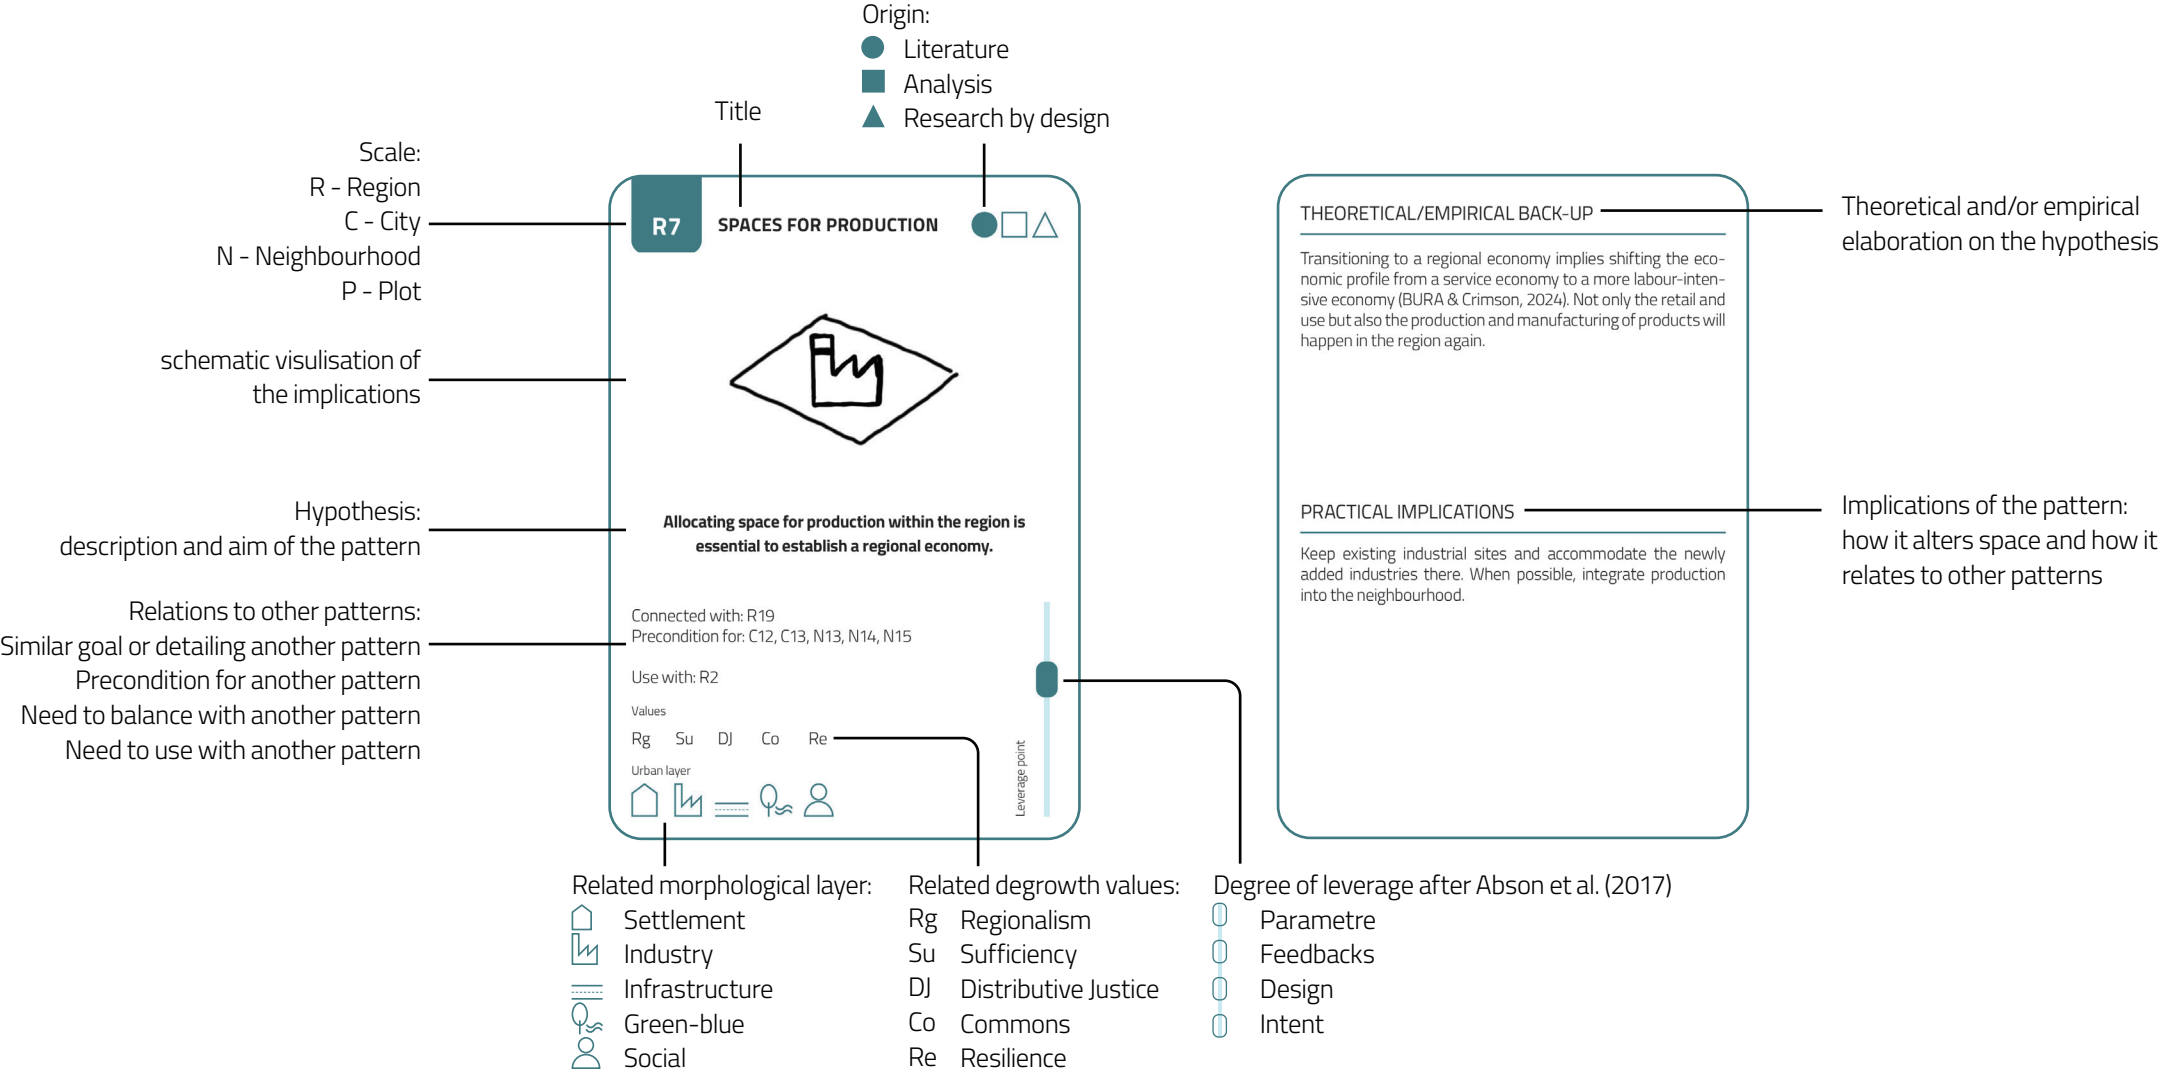 Origin:
Literature
Analysis
Research by design
Title
Scale:
R - Region
C - City
N - Neighbourhood
P - Plot
schematic visulisation of
the implications
Hypothesis:
description and aim of the pattern
Relations to other patterns:
Similar goal or detailing another pattern
Precondition for another pattern
Need to balance with another pattern
Need to use with another pattern
R7
SPACES FOR PRODUCTION
Allocating space for production within the region is
essential to establish a regional economy.
Connected with: R19
Precondition for: C12, C13, N13, N14, N15
Use with: R2
Values
Rg Su DJ Co Re
Urban layer
Leverage point
THEORETICAL/EMPIRICAL BACK-UP
Transitioning to a regional economy implies shifting the eco-
nomic profile from a service economy to a more labour-inten-
sive economy (BURA & Crimson, 2024). Not only the retail and
use but also the production and manufacturing of products will
happen in the region again.
PRACTICAL IMPLICATIONS
Keep existing industrial sites and accommodate the newly
added industries there. When possible, integrate production
into the neighbourhood.
Theoretical and/or empirical
elaboration on the hypothesis
Implications of the pattern:
how it alters space and how it
relates to other patterns
Related morphological layer:
Settlement
Industry
Infrastructure
Green-blue
Social
Related degrowth values:
Rg Regionalism
Su Sufficiency
DJ Distributive Justice
Co Commons
Re Resilience
Degree of leverage after Abson et al. (2017)
Parametre
Feedbacks
Design
Intent